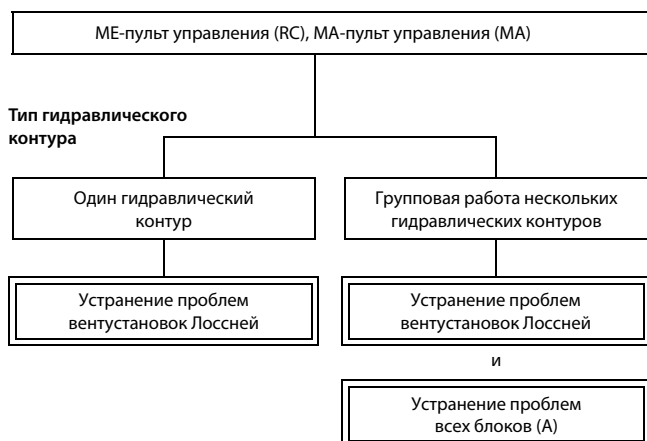 МЕ-пульт управления (RC), МА-пульт управления (МА)
Тип гидравлического
контура
Один гидравлический
контур
Групповая работа нескольких
гидравлических контуров
Устранение проблем
вентустановок Лоссней
Устранение проблем
вентустановок Лоссней
и
Устранение проблем
всех блоков (А)